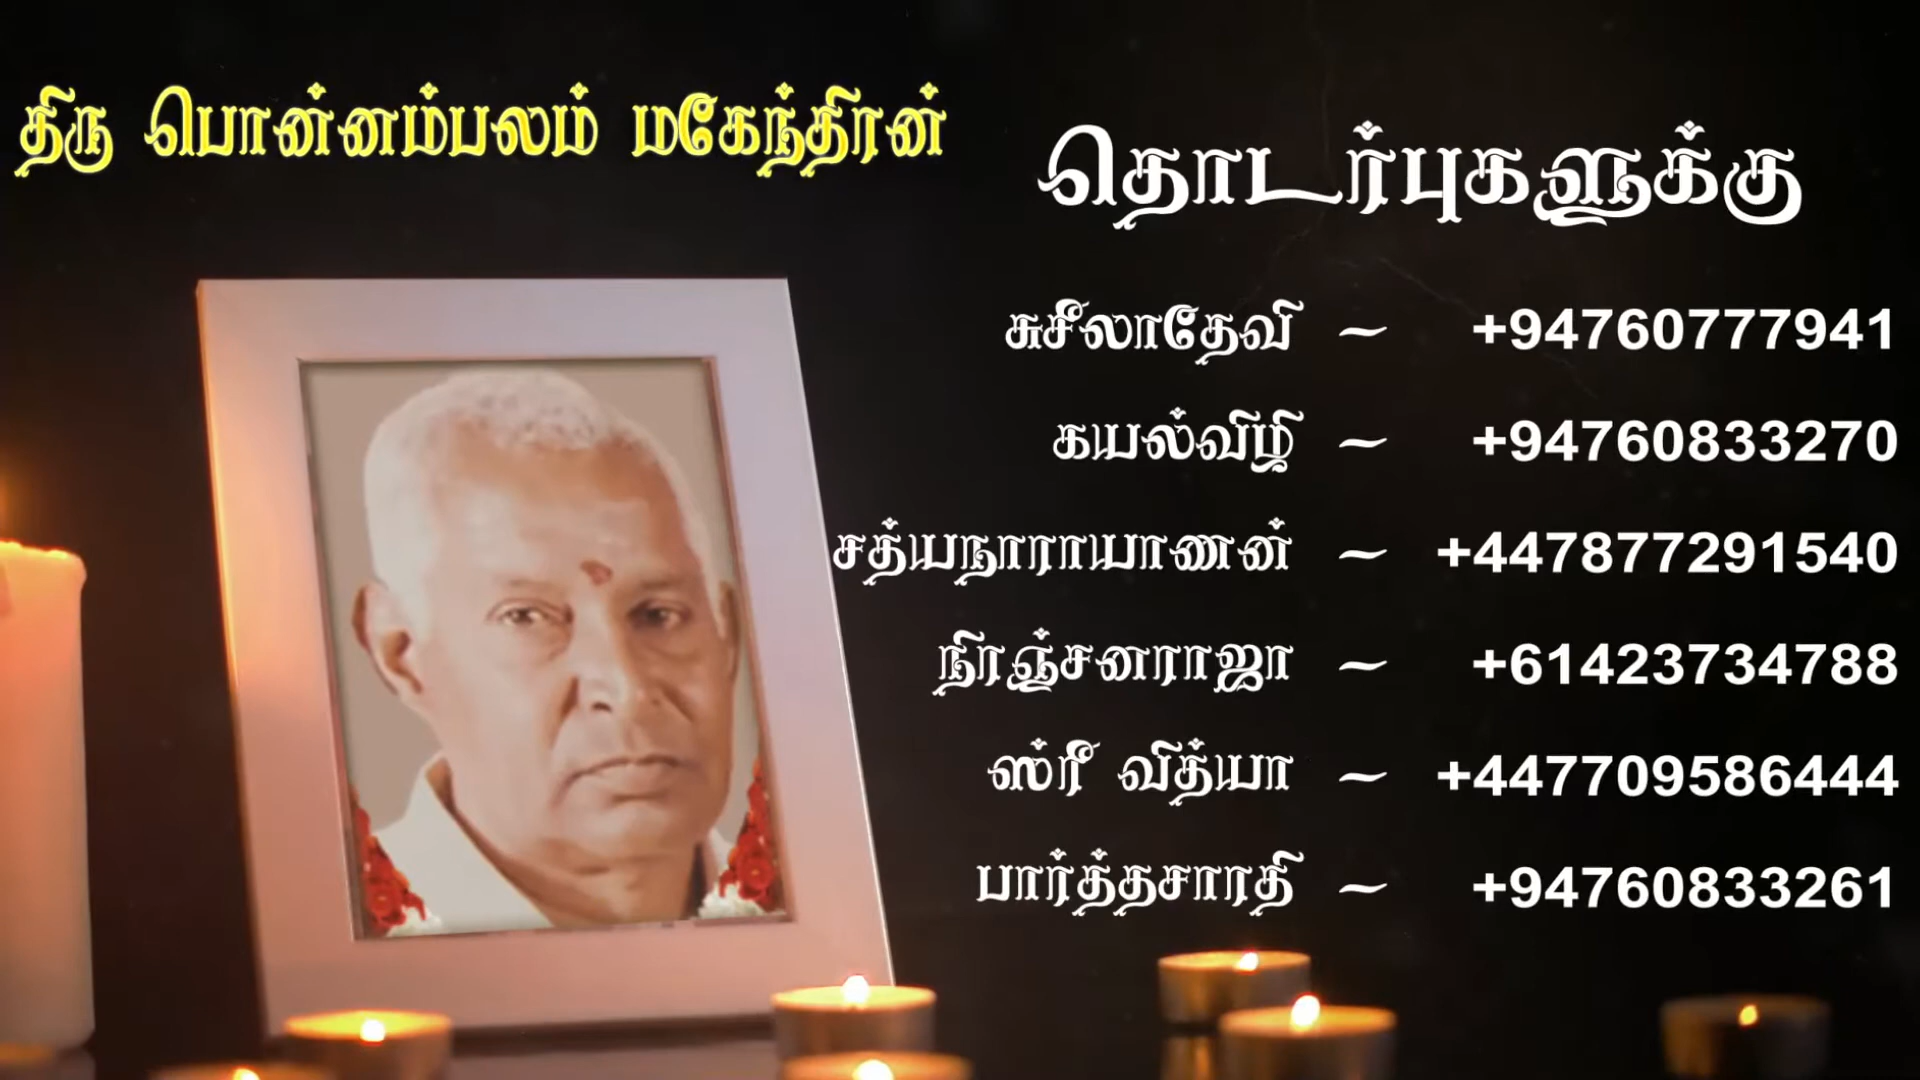 திரு பொன்னம்பலம் மகேந்திரன்
தொடர்புகளுக்கு
சுசீலாதேவி ~ +94760777941
கயல்விழி ~ +94760833270
சத்யநாராயாணன் ~ +447877291540
நிரஞ்சனராஜா ~ +61423734788
ஸ்ரீ வித்யா ~ +447709586444
பார்த்தசாரதி ~ +94760833261